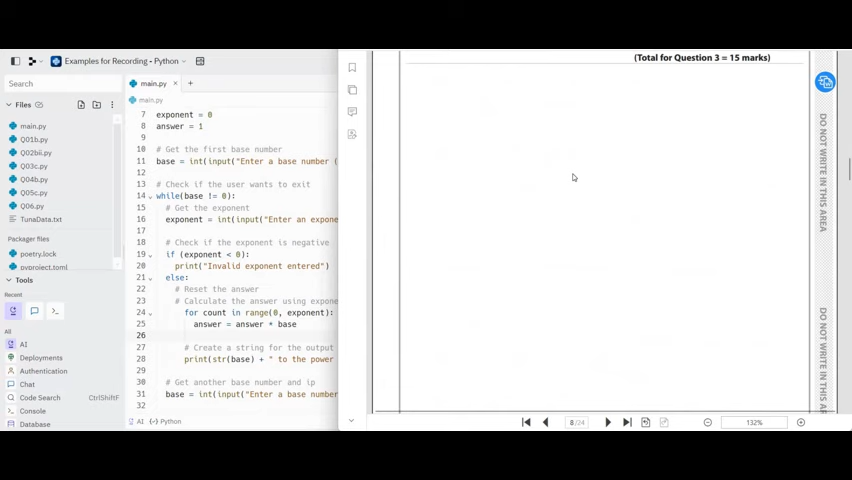 Examples for Recording - Python
Search
Files
main.py
Q01b.py
Q02bii.py
Q03c.py
Q04b.py
Q05c.py
Q06.py
TunaData.txt
Packager files
poetry.lock
pyproject.toml
Tools
Recent
All
AI
Deployments
Authentication
Chat
Code Search CtrlShiftF
Console
Database
main.py
main.py
7 exponent = 0
8 answer = 1
9
10 # Get the first base number
11 base = int(input("Enter a base number (
12
13 # Check if the user wants to exit
14 while(base != 0):
15 # Get the exponent
16 exponent = int(input("Enter an expone
17
18 # Check if the exponent is negative
19 if (exponent < 0):
20 print("Invalid exponent entered")
21 else:
22 # Reset the answer
23 # Calculate the answer using expone
24 for count in range(0, exponent):
25 answer = answer * base
26
27 # Create a string for the output
28 print(str(base) + " to the power
29
30 # Get another base number and ip
31 base = int(input("Enter a base number
32
AI Python
(Total for Question 3 = 15 marks)
DO NOT WRITE IN THIS AREA
DO NOT WRITE IN THIS AR
8 /24
132%